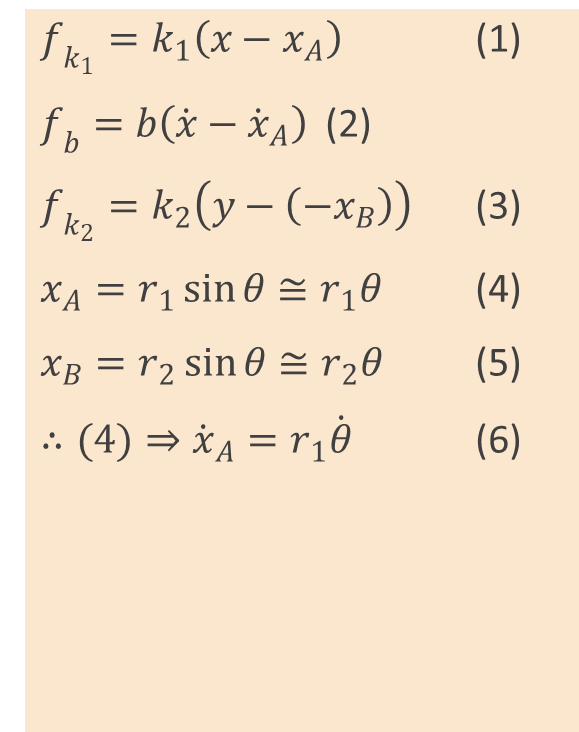 f_{k_1} = k_1(x − x_A) (1)
f_b = b(ẋ − ẋ_A) (2)
f_{k_2} = k_2(y − (−x_B)) (3)
x_A = r_1 sin θ ≅ r_1θ (4)
x_B = r_2 sin θ ≅ r_2θ (5)
∴ (4) ⇒ ẋ_A = r_1θ̇ (6)